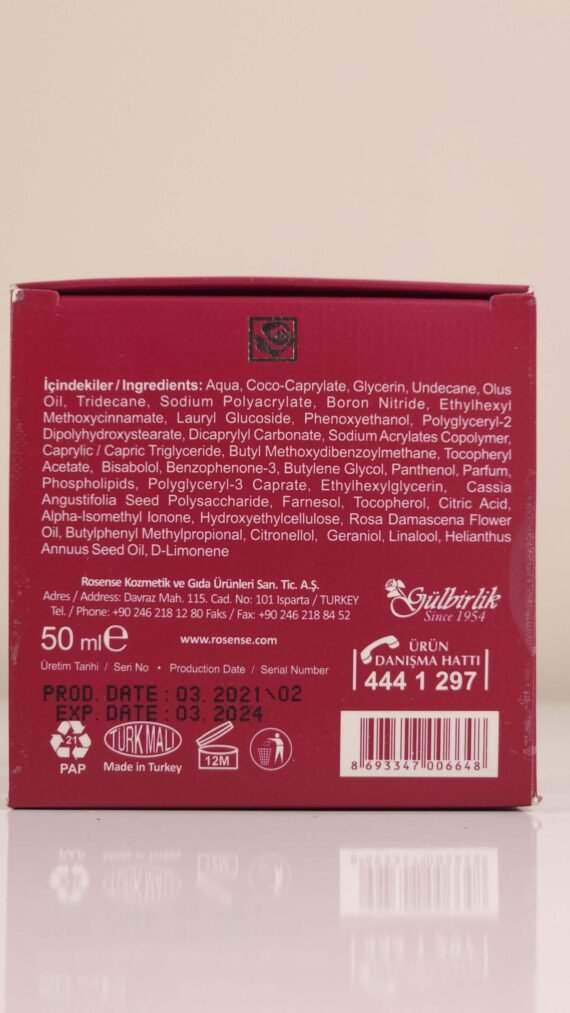 İçindekiler / Ingredients: Aqua, Coco-Caprylate, Glycerin, Undecane, Olus
Oil, Tridecane, Sodium Polyacrylate, Boron Nitride, Ethylhexyl
Methoxycinnamate, Lauryl Glucoside, Phenoxyethanol, Polyglyceryl-2
Dipolyhydroxystearate, Dicaprylyl Carbonate, Sodium Acrylates Copolymer,
Caprylic / Capric Triglyceride, Butyl Methoxydibenzoylmethane, Tocopheryl
Acetate, Bisabolol, Benzophenone-3, Butylene Glycol, Panthenol, Parfum,
Phospholipids, Polyglyceryl-3 Caprate, Ethylhexylglycerin, Cassia
Angustifolia Seed Polysaccharide, Farnesol, Tocopherol, Citric Acid,
Alpha-Isomethyl Ionone, Hydroxyethylcellulose, Rosa Damascena Flower
Oil, Butylphenyl Methylpropional, Citronellol, Geraniol, Linalool, Helianthus
Annuus Seed Oil, D-Limonene
Rosense Kozmetik ve Gıda Ürünleri San. Tic. A.Ş.
Adres / Address: Davraz Mah. 115. Cad. No: 101 Isparta / TURKEY
Tel. / Phone: +90 246 218 12 80 Faks / Fax: +90 246 218 84 52
Gülbirlik
Since 1954
50 ml e
www.rosense.com
Üretim Tarihi / Seri No • Production Date / Serial Number
ÜRÜN
DANIŞMA HATTI
444 1 297
PROD. DATE : 03. 2021\02
EXP. DATE : 03. 2024
21
PAP
TURK MALI
Made in Turkey
12M
8 693347 006648